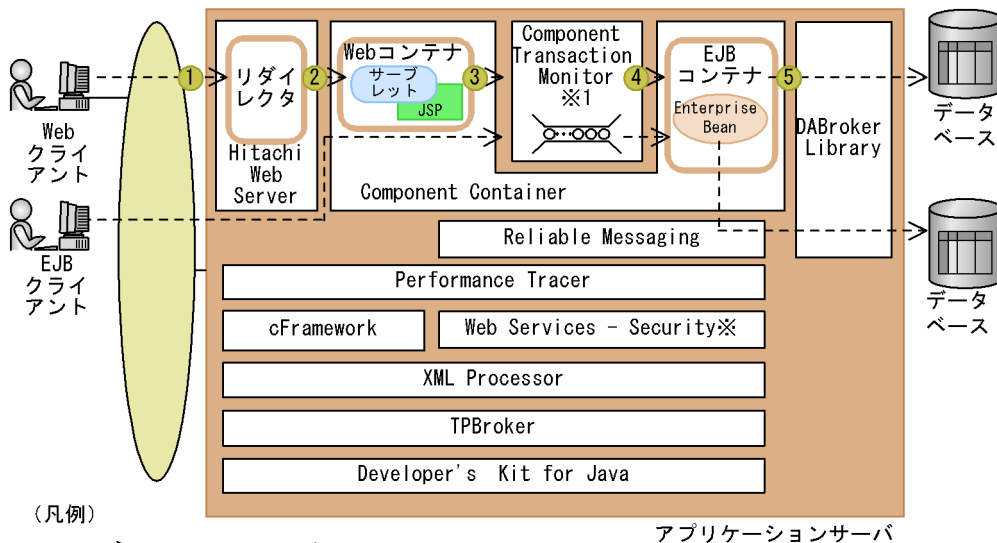 Web
クライ
アント
EJB
クライ
アント
1
リダイ
レクタ
Hitachi
Web
Server
2
Webコンテナ
サーブ
レット
JSP
3
Component
Transaction
Monitor
※1
4
EJB
コンテナ
Enterprise
Bean
5
Component Container
DABroker
Library
データ
ベース
データ
ベース
Reliable Messaging
Performance Tracer
cFramework
Web Services - Security※
XML Processor
TPBroker
Developer's Kit for Java
(凡例)
アプリケーションサーバ